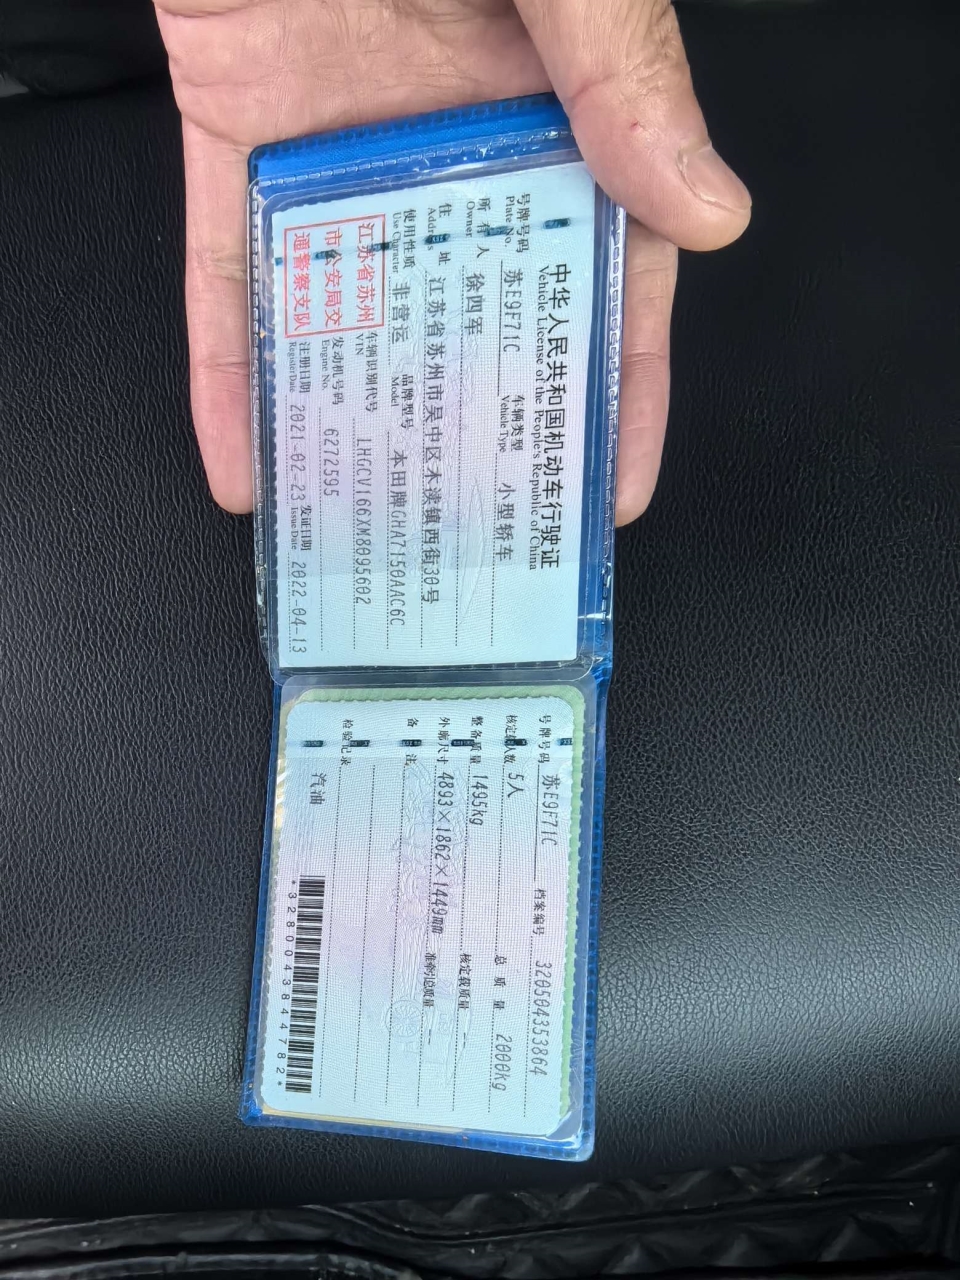 中华人民共和国机动车行驶证
Vehicle License of the People's Republic of China
号牌号码 苏E9F71C 车辆类型 小型轿车
Plate No. Vehicle Type
所有人 徐四军
Owner
住址 江苏省苏州市吴中区木渎镇西街30号
Address
使用性质 非营运 品牌型号 本田牌GHA7150AAC6C
Use Character Model
江苏省苏州
市公安局交
通警察支队
车辆识别代号 LHGCV166XM8095602
VIN
发动机号码 6272595
Engine No.
注册日期 2021-02-23 发证日期 2022-04-13
Register Date Issue Date
号牌号码 苏E9F71C 档案编号 320504353864
核定载人数 5人 总质量 2000kg
整备质量 1495kg 核定载质量 --
外廓尺寸 4893×1862×1449mm 准牵引总质量 --
备注
检验记录
汽油
*3280043844782*